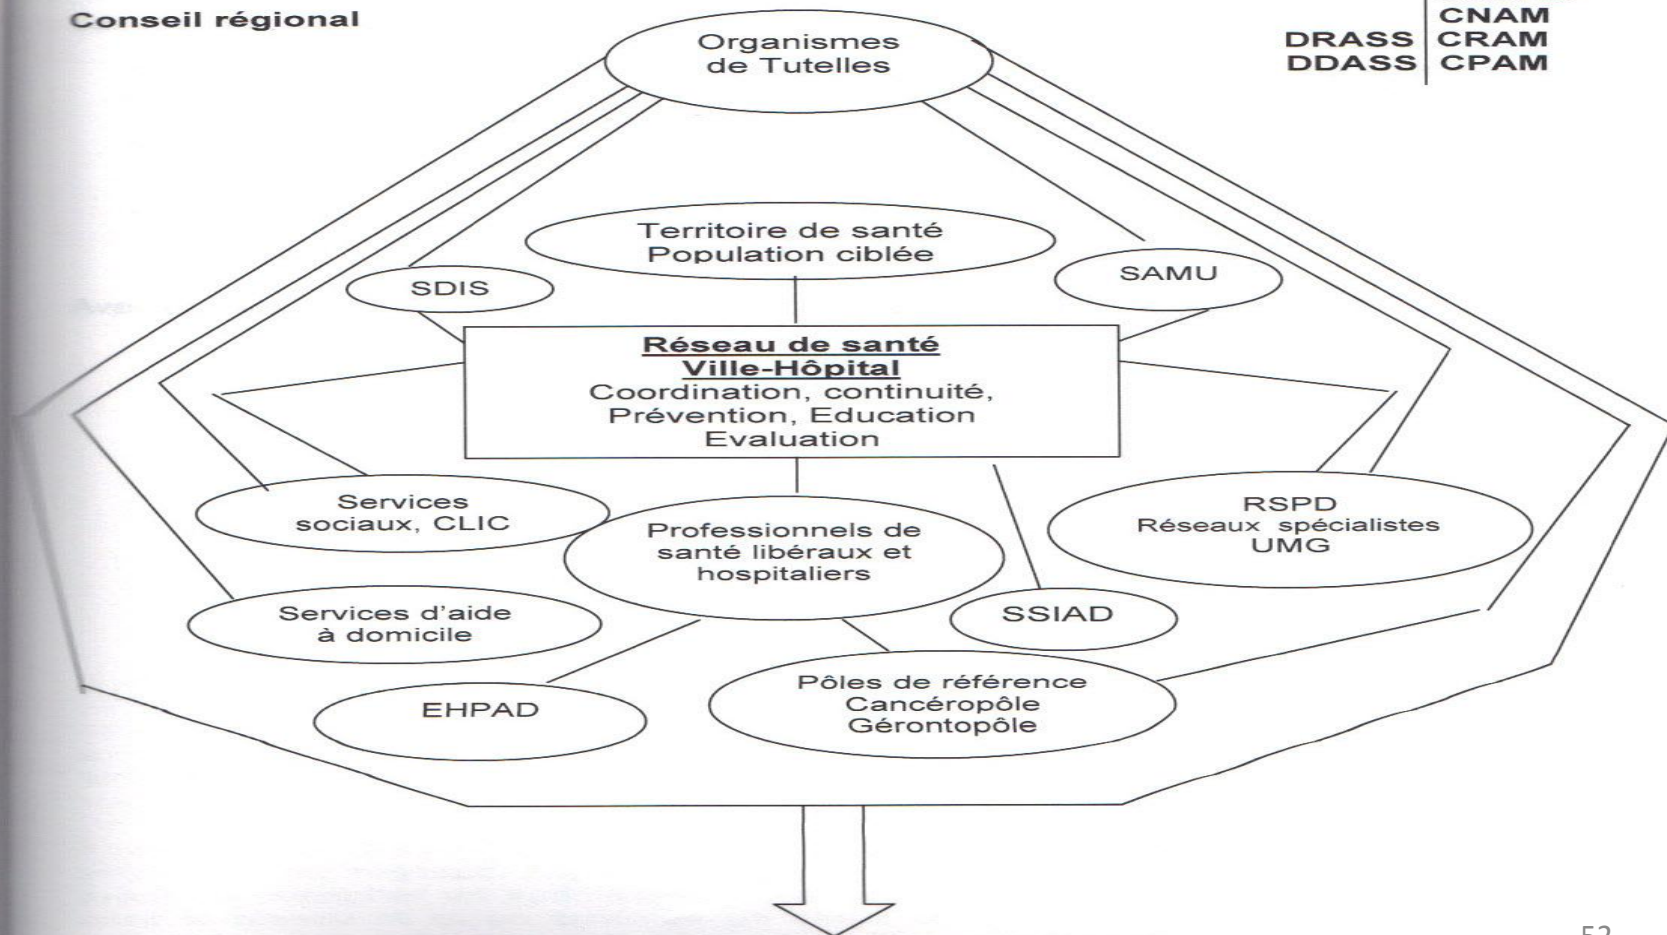 Conseil régional
CNAM
DRASS CRAM
DDASS CPAM
Organismes
de Tutelles
Territoire de santé
Population ciblée
SDIS
SAMU
Réseau de santé
Ville-Hôpital
Coordination, continuité,
Prévention, Education
Evaluation
Services
sociaux, CLIC
Professionnels de
santé libéraux et
hospitaliers
RSPD
Réseaux spécialistes
UMG
Services d'aide
à domicile
SSIAD
EHPAD
Pôles de référence
Cancéropôle
Gérontopôle
52